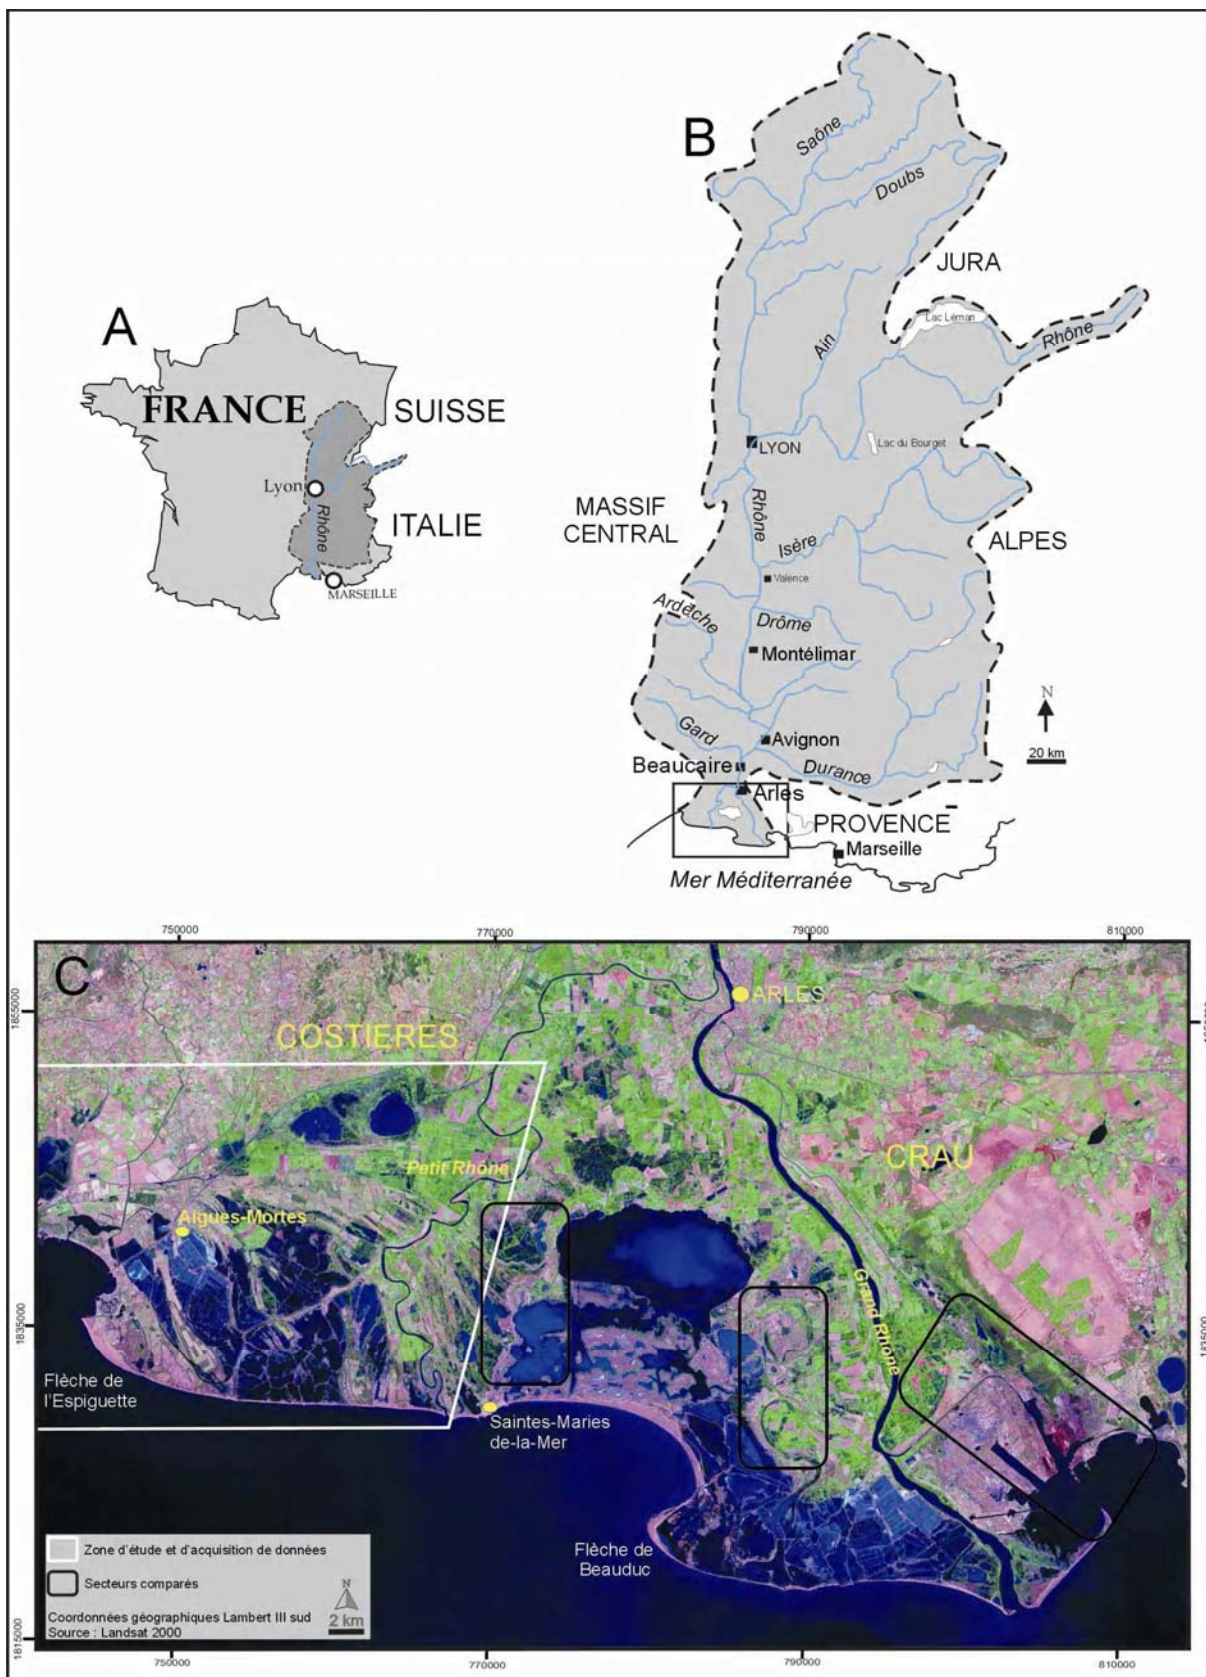 A
FRANCE
SUISSE
Lyon
Rhône
ITALIE
MARSEILLE
B
Saône
Doubs
JURA
Lac Léman
Rhône
Ain
LYON
Lac du Bourget
MASSIF
CENTRAL
Rhône
Isère
ALPES
Valence
Ardèche
Drôme
Montélimar
N
20 km
Gard
Avignon
Beaucaire
Durance
Arles
PROVENCE
Marseille
Mer Méditerranée
750000
770000
790000
810000
C
ARLES
1855000
COSTIERES
CRAU
Petit Rhône
Aigues-Mortes
Grand Rhône
1835000
1835000
Flèche de
l'Espiguette
Saintes-Maries
de-la-Mer
Flèche de
Beauduc
Zone d'étude et d'acquisition de données
Secteurs comparés
N
2 km
Coordonnées géographiques Lambert III sud
Source : Landsat 2000
1815000
750000
770000
790000
810000